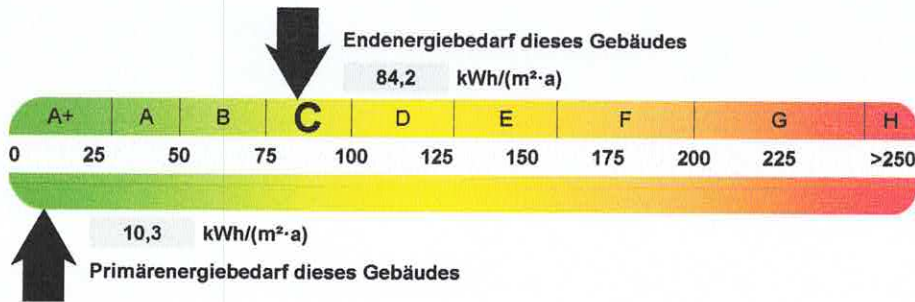 Endenergiebedarf dieses Gebäudes
84,2 kWh/(m²·a)
A+ A B C D E F G H
0 25 50 75 100 125 150 175 200 225 >250
10,3 kWh/(m²·a)
Primärenergiebedarf dieses Gebäudes